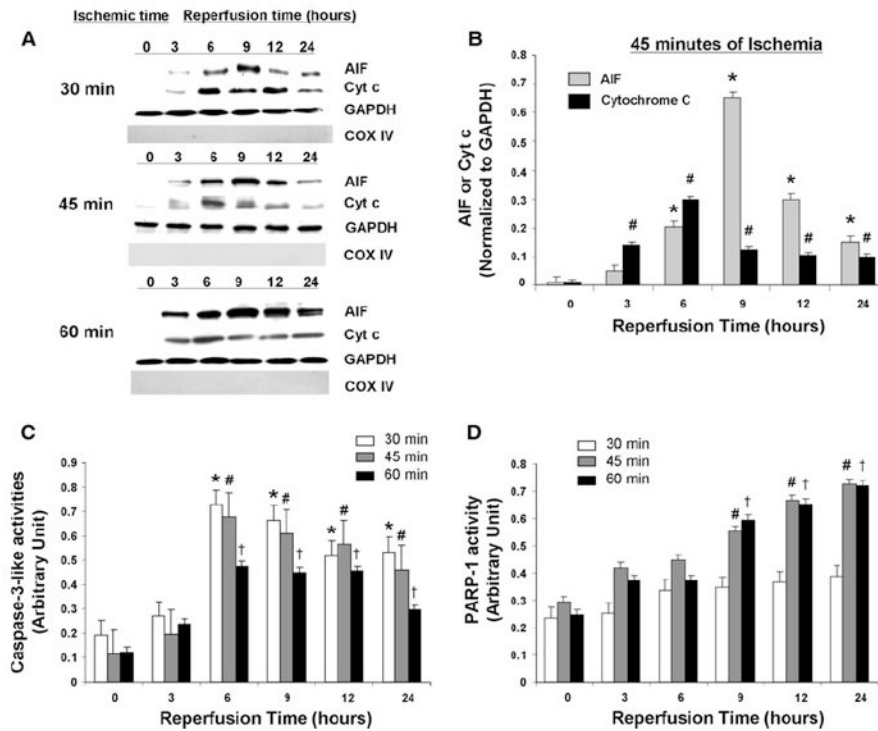 A
Ischemic time Reperfusion Time (hours)
0 3 6 9 12 24
30 min
AIF
Cyt c
GAPDH
COX IV
0 3 6 9 12 24
45 min
AIF
Cyt c
GAPDH
COX IV
0 3 6 9 12 24
60 min
AIF
Cyt c
GAPDH
COX IV
B
45 minutes of Ischemia
AIF
Cytochrome C
AIF or Cyt c
(Normalized to GAPDH)
0.8
0.7
0.6
0.5
0.4
0.3
0.2
0.1
0
# * # * # * # * #
0 3 6 9 12 24
Reperfusion Time (hours)
C
30 min
45 min
60 min
Caspase-3-like activities
(Arbitrary Unit)
0.9
0.8
0.7
0.6
0.5
0.4
0.3
0.2
0.1
0
* # † * # † * # † * # †
0 3 6 9 12 24
Reperfusion Time (hours)
D
30 min
45 min
60 min
PARP-1 activity
(Arbitrary Unit)
0.8
0.7
0.6
0.5
0.4
0.3
0.2
0.1
0
# † # † # †
0 3 6 9 12 24
Reperfusion Time (hours)